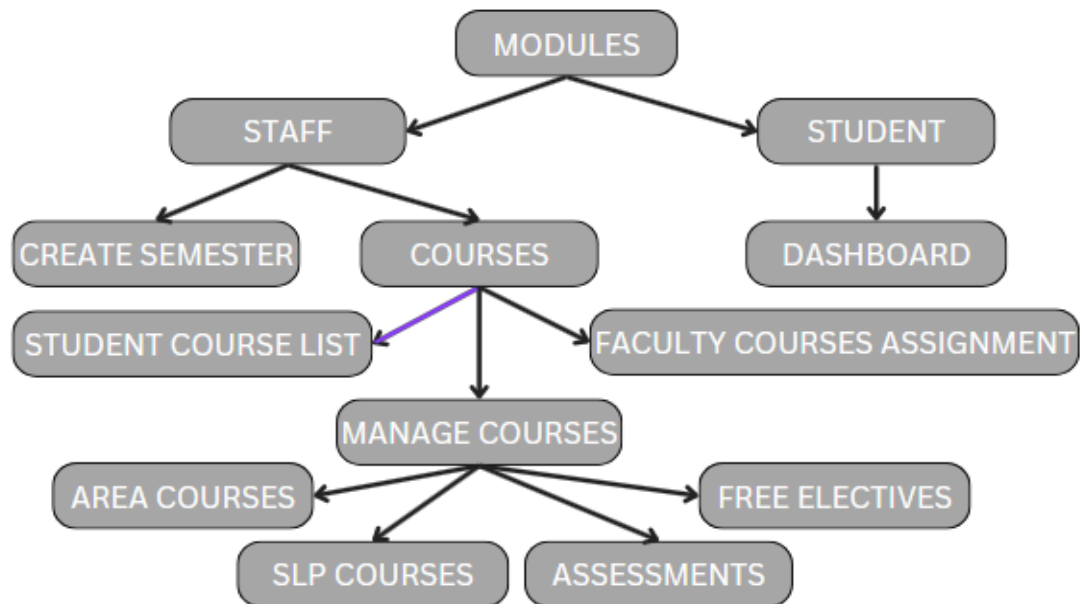 MODULES
STAFF
STUDENT
CREATE SEMESTER
COURSES
DASHBOARD
STUDENT COURSE LIST
FACULTY COURSES ASSIGNMENT
MANAGE COURSES
AREA COURSES
FREE ELECTIVES
SLP COURSES
ASSESSMENTS